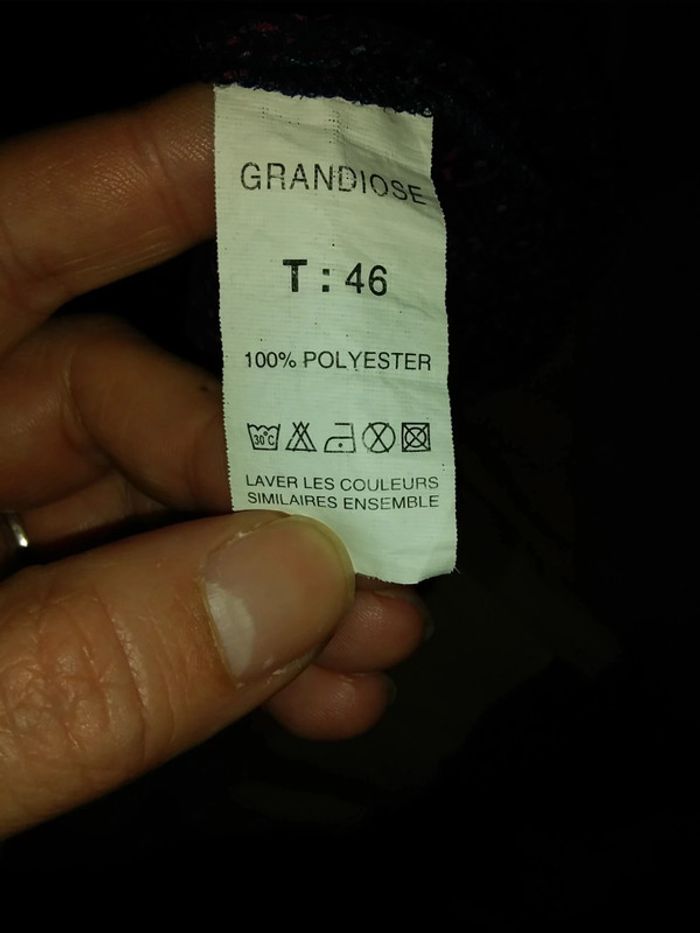 GRANDIOSE
T : 46
100% POLYESTER
30°C
LAVER LES COULEURS
SIMILAIRES ENSEMBLE